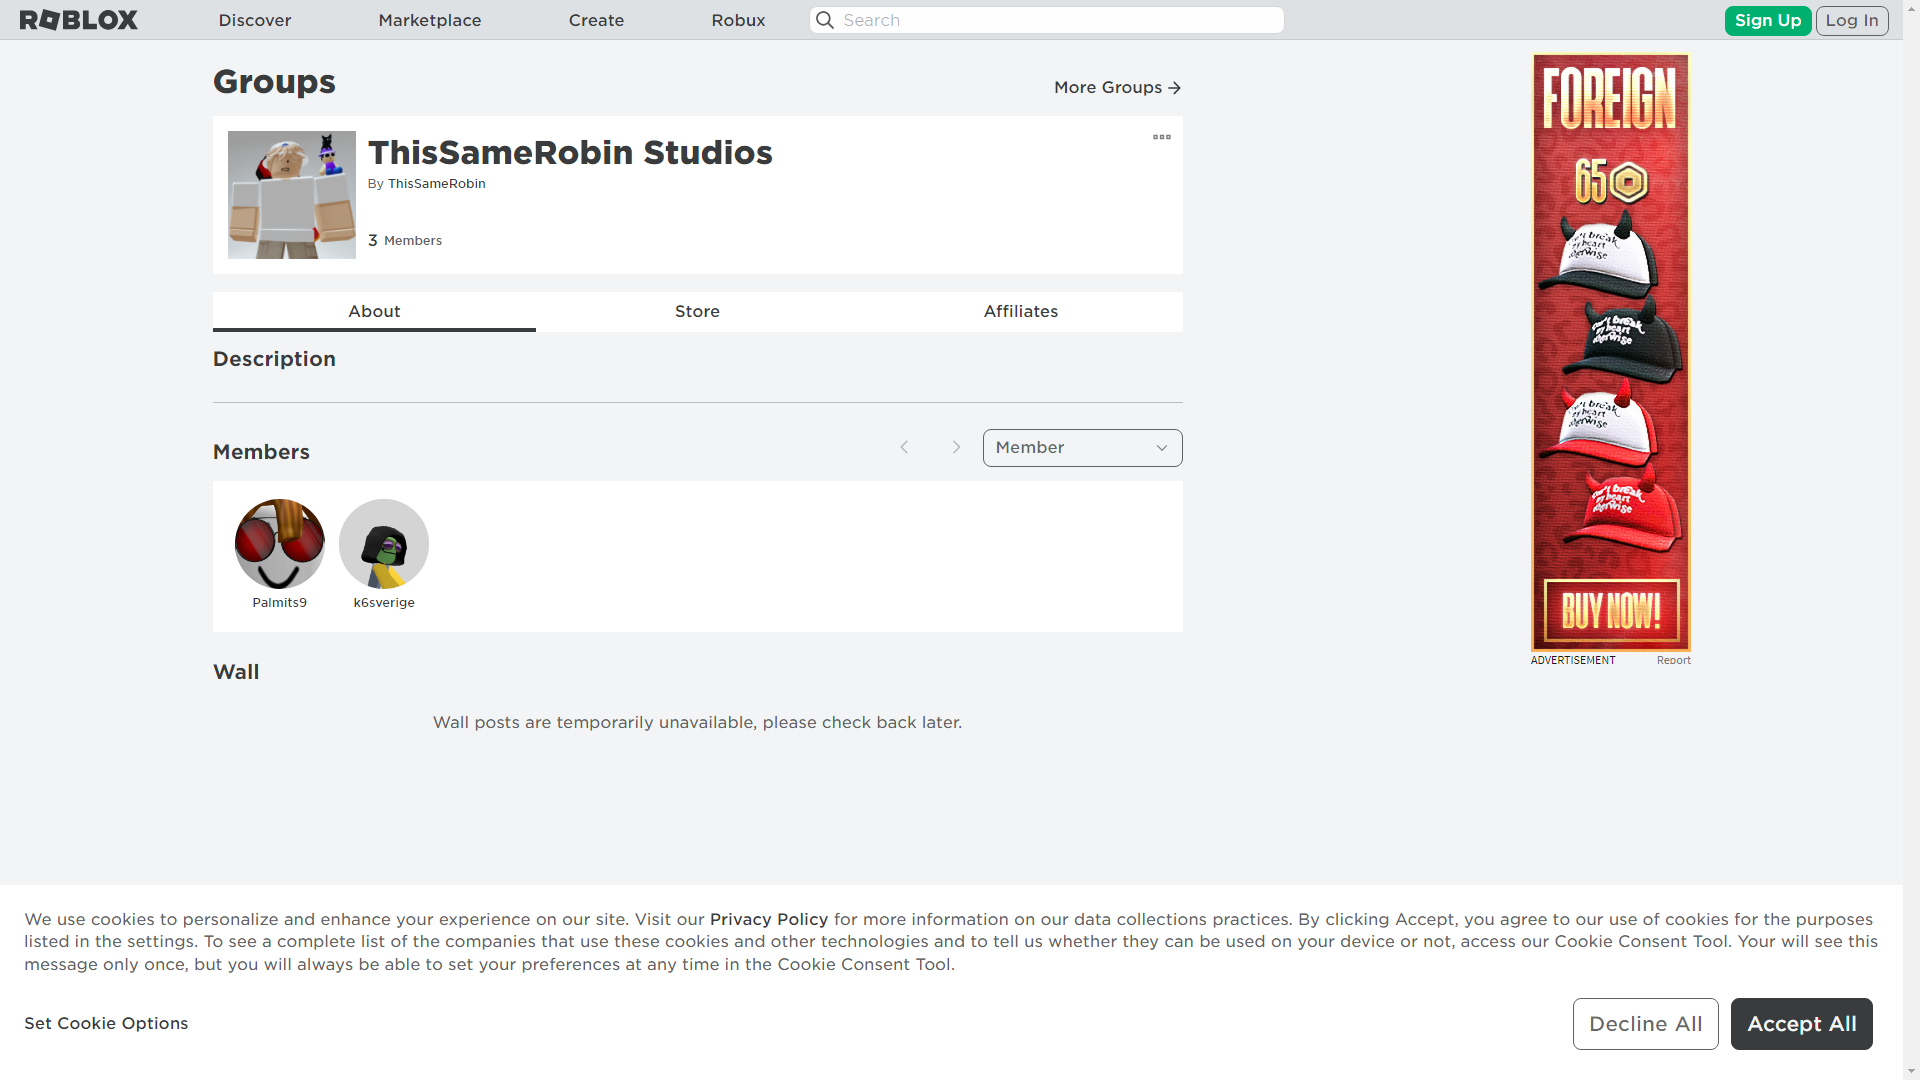 ROBLOX
Discover
Marketplace
Create
Robux
Search
Sign Up
Log In
Groups
More Groups
ThisSameRobin Studios
By ThisSameRobin
3 Members
About
Store
Affiliates
Description
Members
Member
Palmits9
k6sverige
Wall
Wall posts are temporarily unavailable, please check back later.
FOREIGN
65
BUY NOW!
ADVERTISEMENT
Report
We use cookies to personalize and enhance your experience on our site. Visit our Privacy Policy for more information on our data collections practices. By clicking Accept, you agree to our use of cookies for the purposes
listed in the settings. To see a complete list of the companies that use these cookies and other technologies and to tell us whether they can be used on your device or not, access our Cookie Consent Tool. Your will see this
message only once, but you will always be able to set your preferences at any time in the Cookie Consent Tool.
Set Cookie Options
Decline All
Accept All